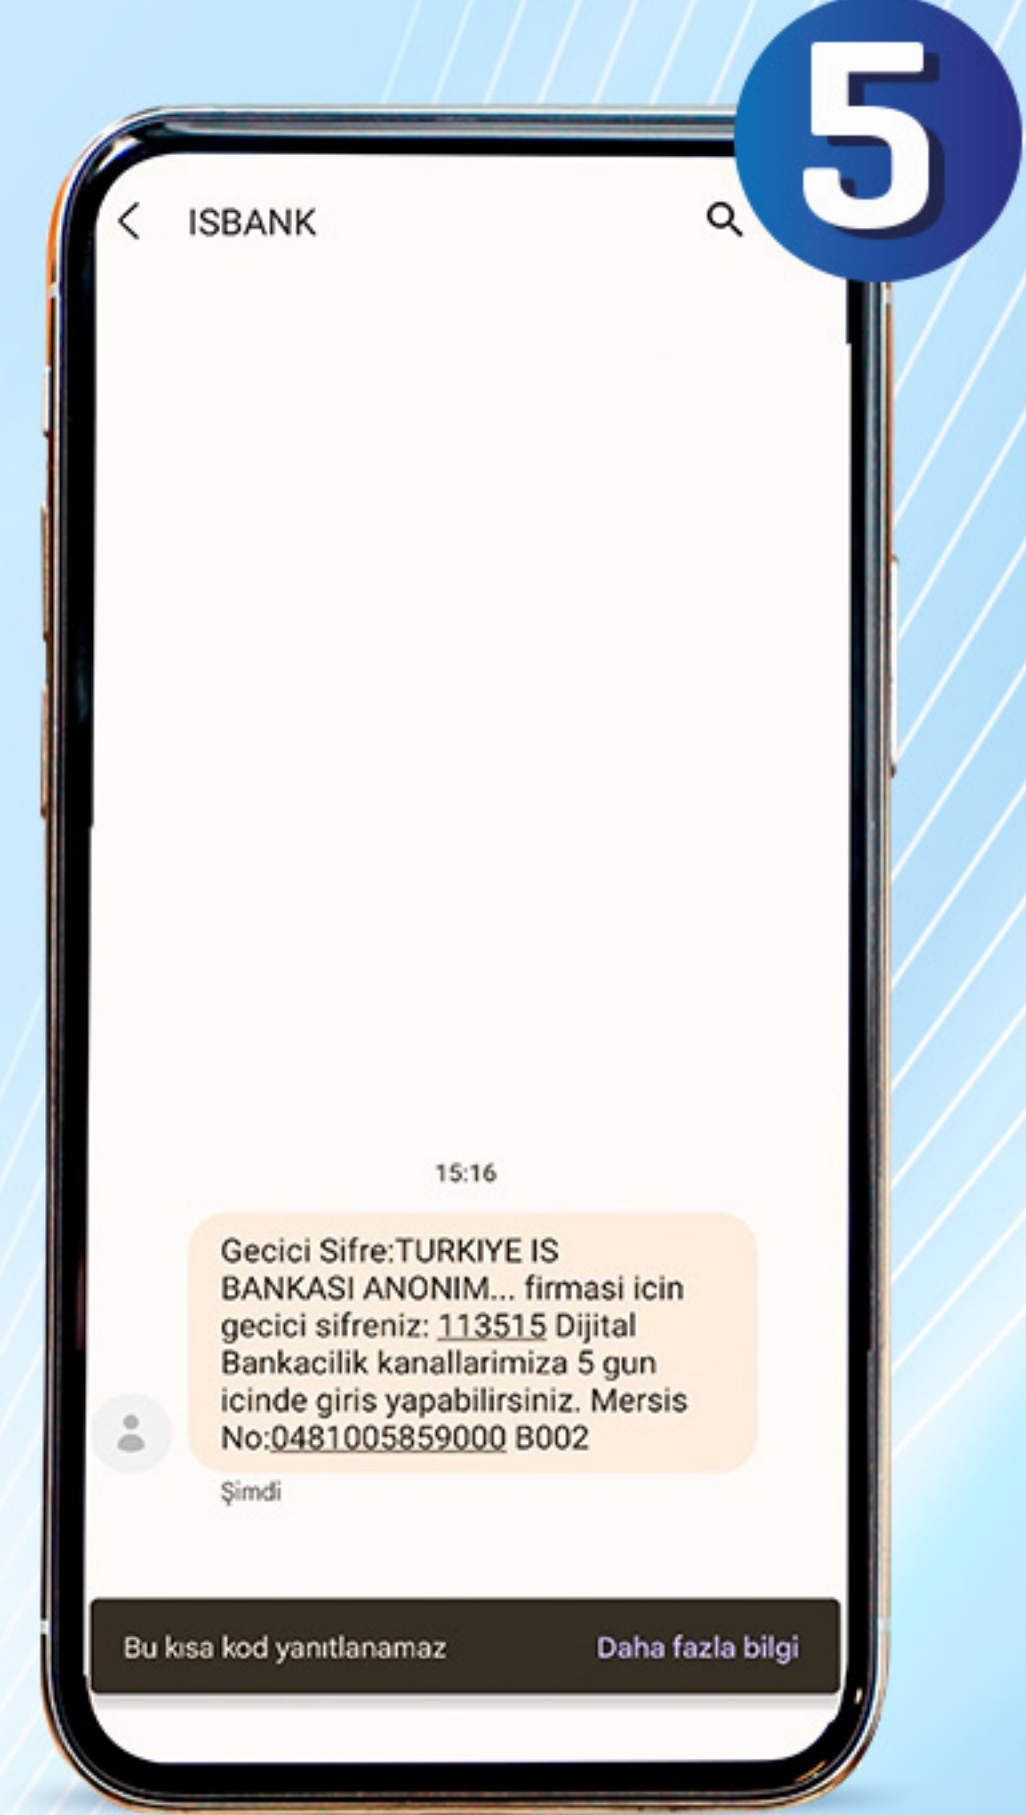 5
ISBANK
15:16
Gecici Sifre:TURKIYE IS
BANKASI ANONIM... firmasi icin
gecici sifreniz: 113515 Dijital
Bankacilik kanallarimiza 5 gun
icinde giris yapabilirsiniz. Mersis
No:0481005859000 B002
Şimdi
Bu kısa kod yanıtlanamaz Daha fazla bilgi